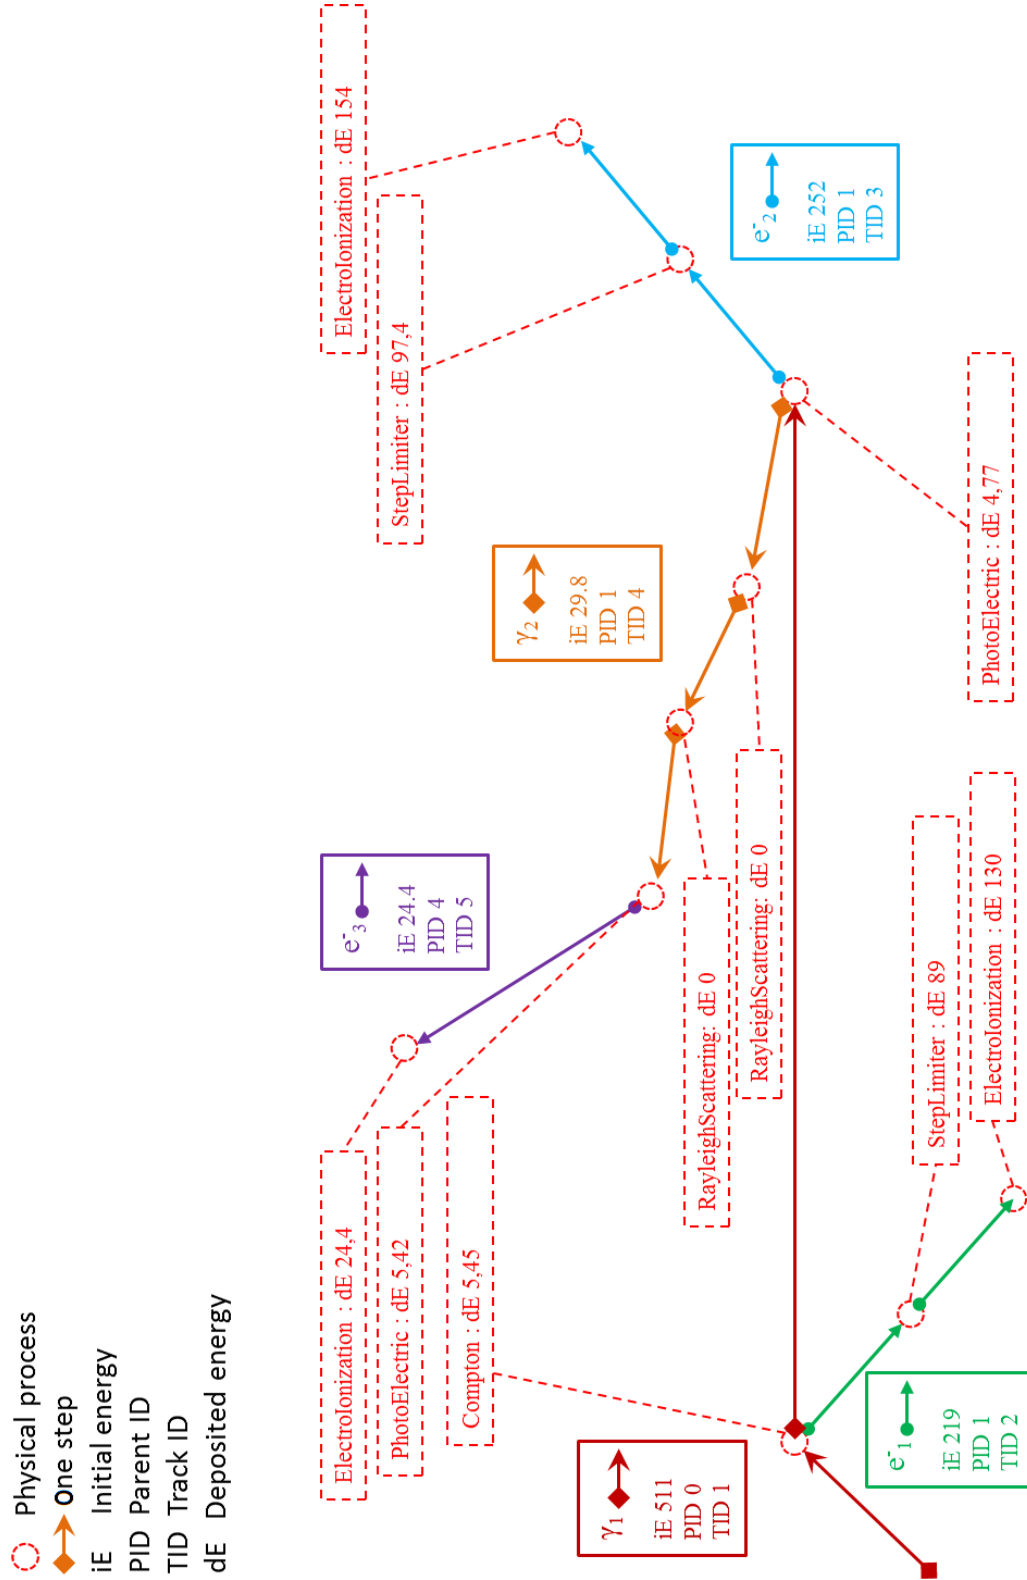 Physical process
One step
iE Initial energy
PID Parent ID
TID Track ID
dE Deposited energy
ElectroIonization : dE 24,4
PhotoElectric : dE 5,42
Compton : dE 5,45
γ1
iE 511
PID 0
TID 1
e-1
iE 219
PID 1
TID 2
StepLimiter : dE 89
ElectroIonization : dE 130
e-3
iE 24.4
PID 4
TID 5
RayleighScattering: dE 0
RayleighScattering: dE 0
γ2
iE 29.8
PID 1
TID 4
ElectroIonization : dE 154
StepLimiter : dE 97,4
e-2
iE 252
PID 1
TID 3
PhotoElectric : dE 4,77